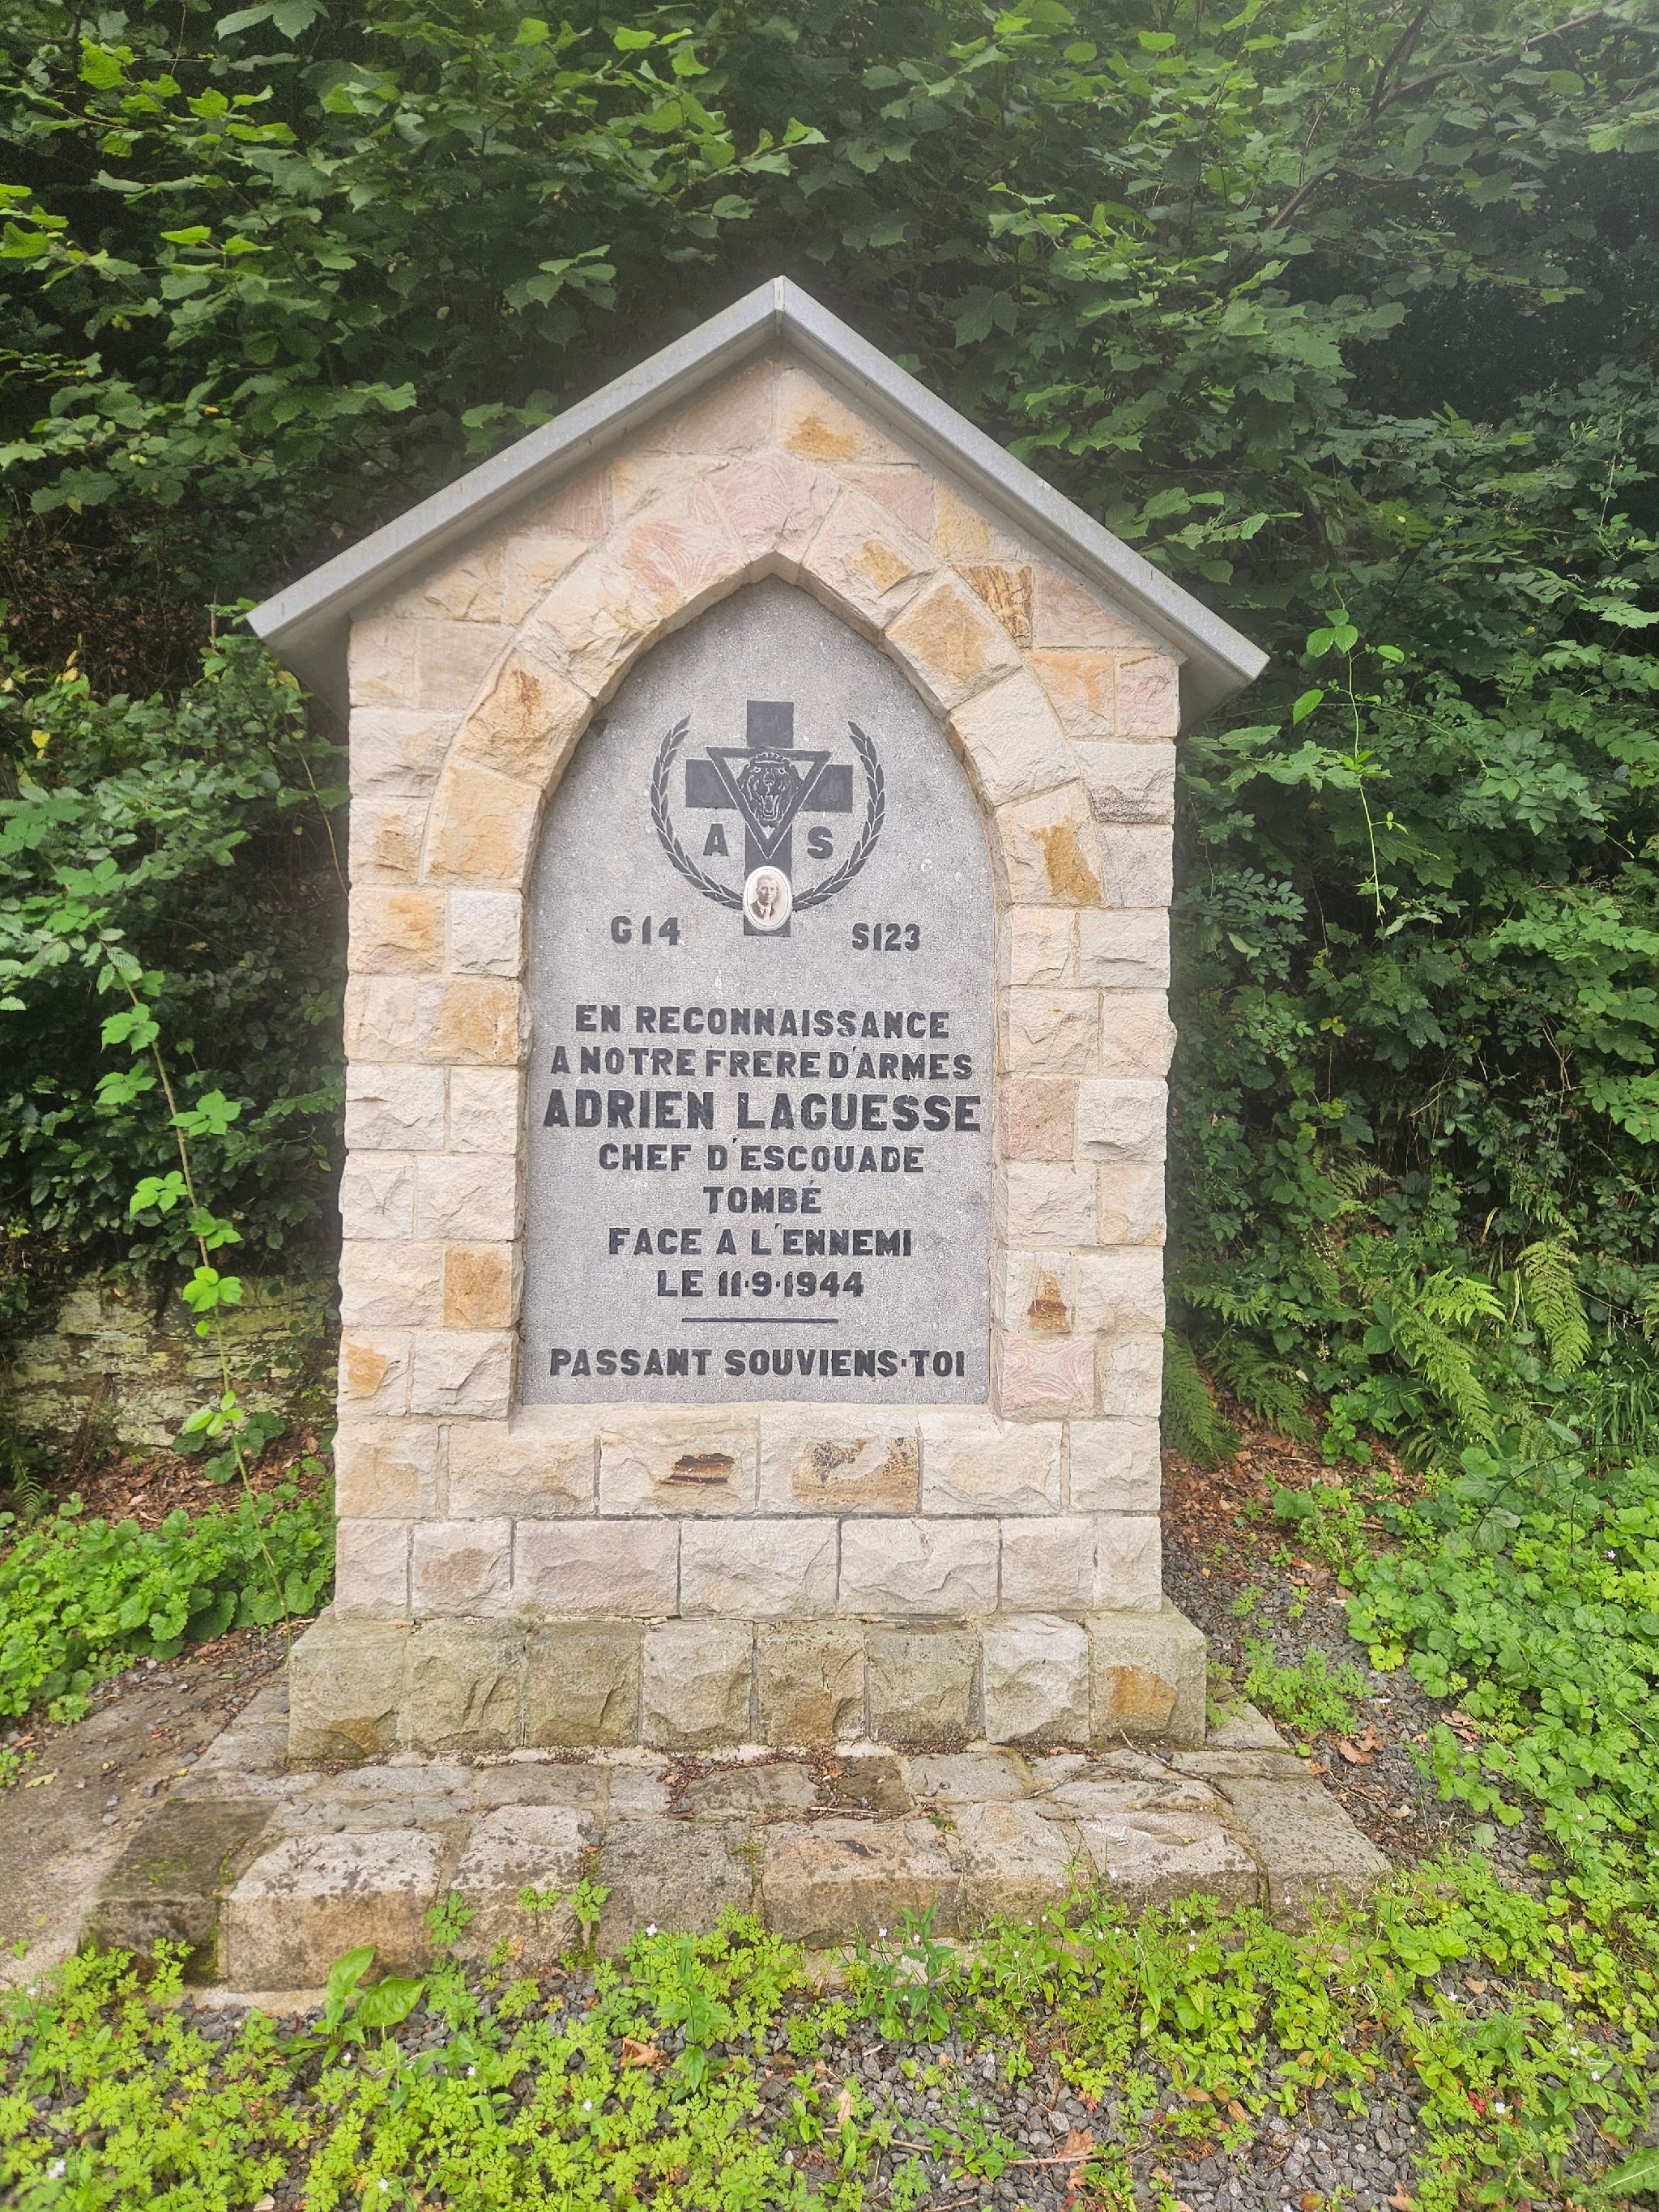 A S
G14 S123
EN RECONNAISSANCE
A NOTRE FRERE D'ARMES
ADRIEN LAGUESSE
CHEF D'ESCOUADE
TOMBÉ
FACE A L'ENNEMI
LE 11·9·1944
PASSANT SOUVIENS·TOI